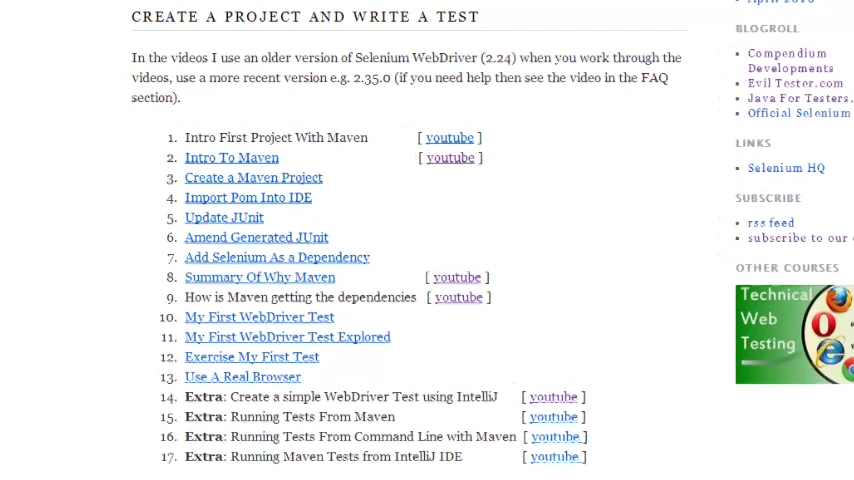 CREATE A PROJECT AND WRITE A TEST
In the videos I use an older version of Selenium WebDriver (2.24) when you work through the
videos, use a more recent version e.g. 2.35.0 (if you need help then see the video in the FAQ
section).
1. Intro First Project With Maven [ youtube ]
2. Intro To Maven [ youtube ]
3. Create a Maven Project
4. Import Pom Into IDE
5. Update JUnit
6. Amend Generated JUnit
7. Add Selenium As a Dependency
8. Summary Of Why Maven [ youtube ]
9. How is Maven getting the dependencies [ youtube ]
10. My First WebDriver Test
11. My First WebDriver Test Explored
12. Exercise My First Test
13. Use A Real Browser
14. Extra: Create a simple WebDriver Test using IntelliJ [ youtube ]
15. Extra: Running Tests From Maven [ youtube ]
16. Extra: Running Tests From Command Line with Maven [ youtube ]
17. Extra: Running Maven Tests from IntelliJ IDE [ youtube ]
BLOGROLL
Compendium
Developments
Evil Tester.com
Java For Testers,
Official Selenium
LINKS
Selenium HQ
SUBSCRIBE
rss feed
subscribe to our
OTHER COURSES
Technical
Web
Testing